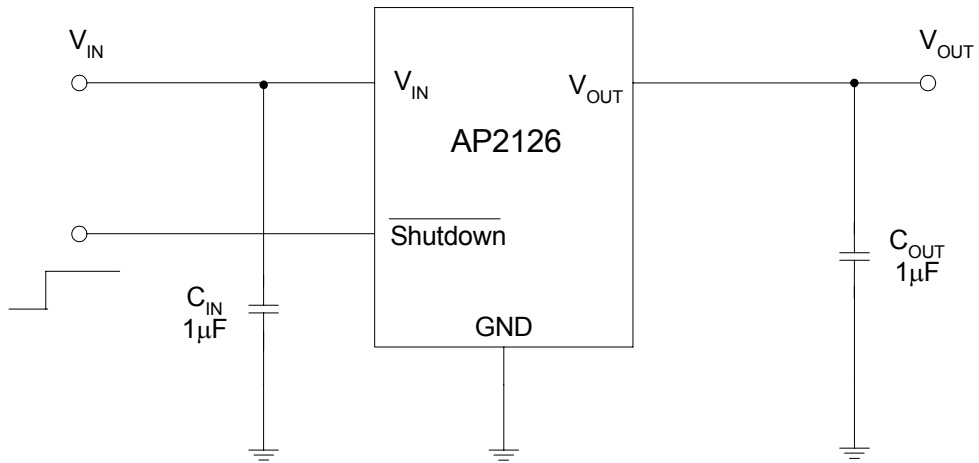 V_IN
V_OUT
V_IN
V_OUT
AP2126
Shutdown
C_OUT
1μF
C_IN
1μF
GND